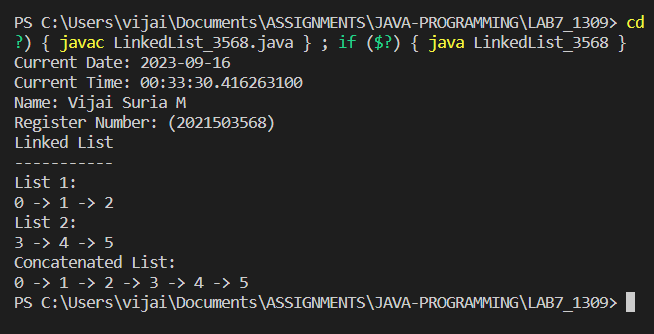 PS C:\Users\vijai\Documents\ASSIGNMENTS\JAVA-PROGRAMMING\LAB7_1309> cd
?) { javac LinkedList_3568.java } ; if ($?) { java LinkedList_3568 }
Current Date: 2023-09-16
Current Time: 00:33:30.416263100
Name: Vijai Suria M
Register Number: (2021503568)
Linked List
-----------
List 1:
0 -> 1 -> 2
List 2:
3 -> 4 -> 5
Concatenated List:
0 -> 1 -> 2 -> 3 -> 4 -> 5
PS C:\Users\vijai\Documents\ASSIGNMENTS\JAVA-PROGRAMMING\LAB7_1309>